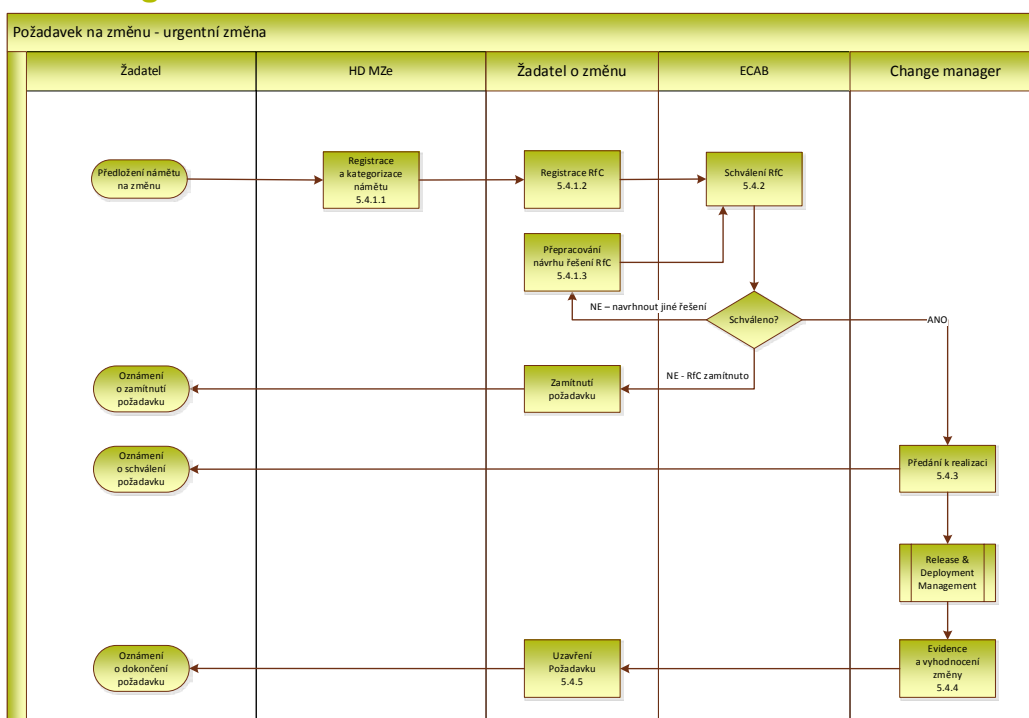 Požadavek na změnu - urgentní změna
Žadatel
HD MZe
Žadatel o změnu
ECAB
Change manager
Předložení námětu
na změnu
Registrace
a kategorizace
námětu
5.4.1.1
Registrace RfC
5.4.1.2
Schválení RfC
5.4.2
Přepracování
návrhu řešení RfC
5.4.1.3
NE – navrhnout jiné řešení
Schváleno?
ANO
NE - RfC zamítnuto
Oznámení
o zamítnutí
požadavku
Zamítnutí
požadavku
Oznámení
o schválení
požadavku
Předání k realizaci
5.4.3
Release &
Deployment
Management
Oznámení
o dokončení
požadavku
Uzavření
Požadavku
5.4.5
Evidence
a vyhodnocení
změny
5.4.4